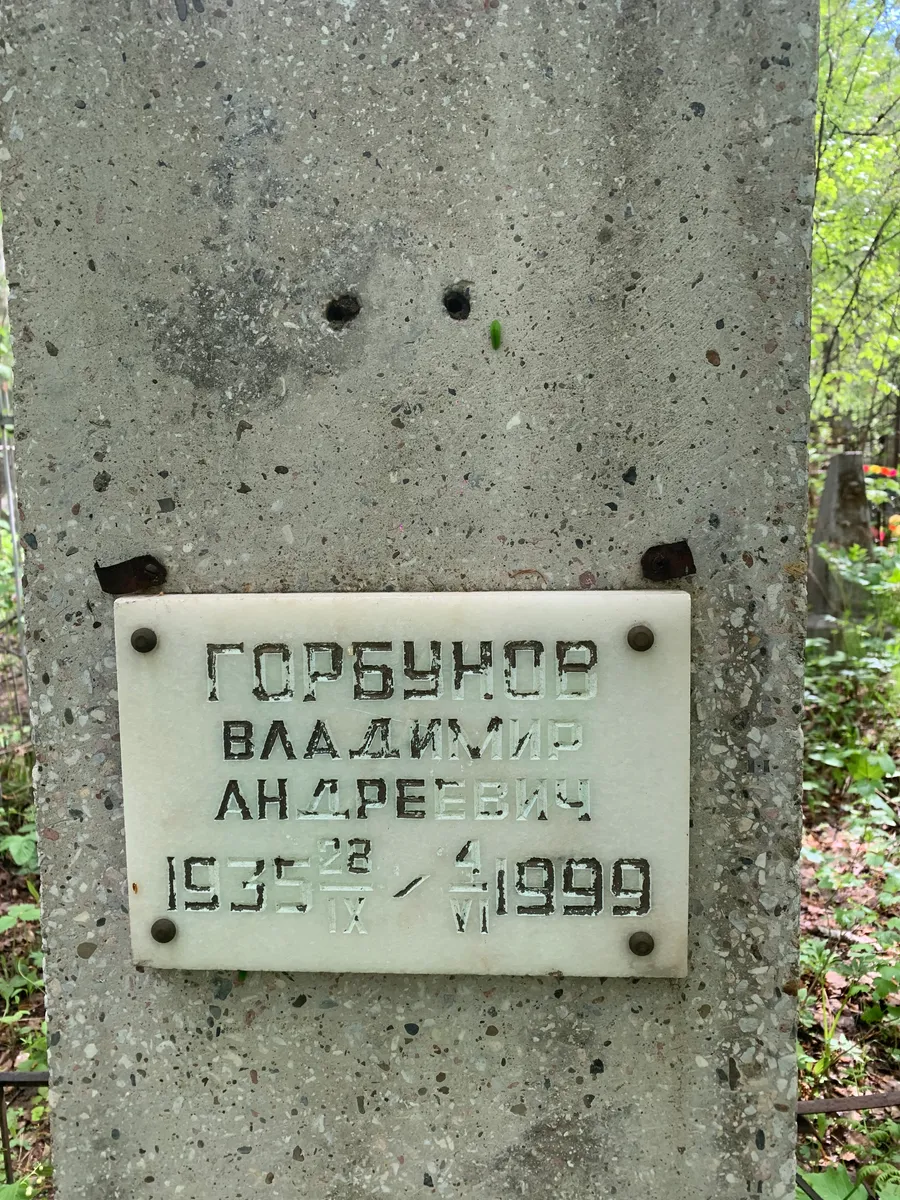 ГОРБУНОВ
ВЛАДИМИР
АНДРЕЕВИЧ
1935 28/IX / 4/VI 1999